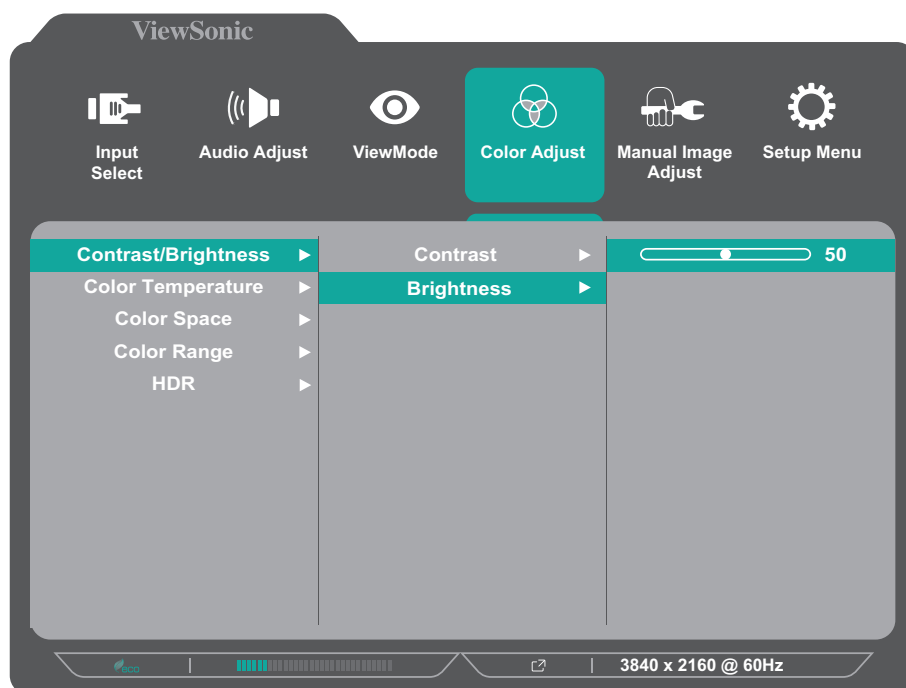 ViewSonic
Input Select
Audio Adjust
ViewMode
Color Adjust
Manual Image Adjust
Setup Menu
Contrast/Brightness
Contrast
50
Color Temperature
Brightness
Color Space
Color Range
HDR
eco
3840 x 2160 @ 60Hz